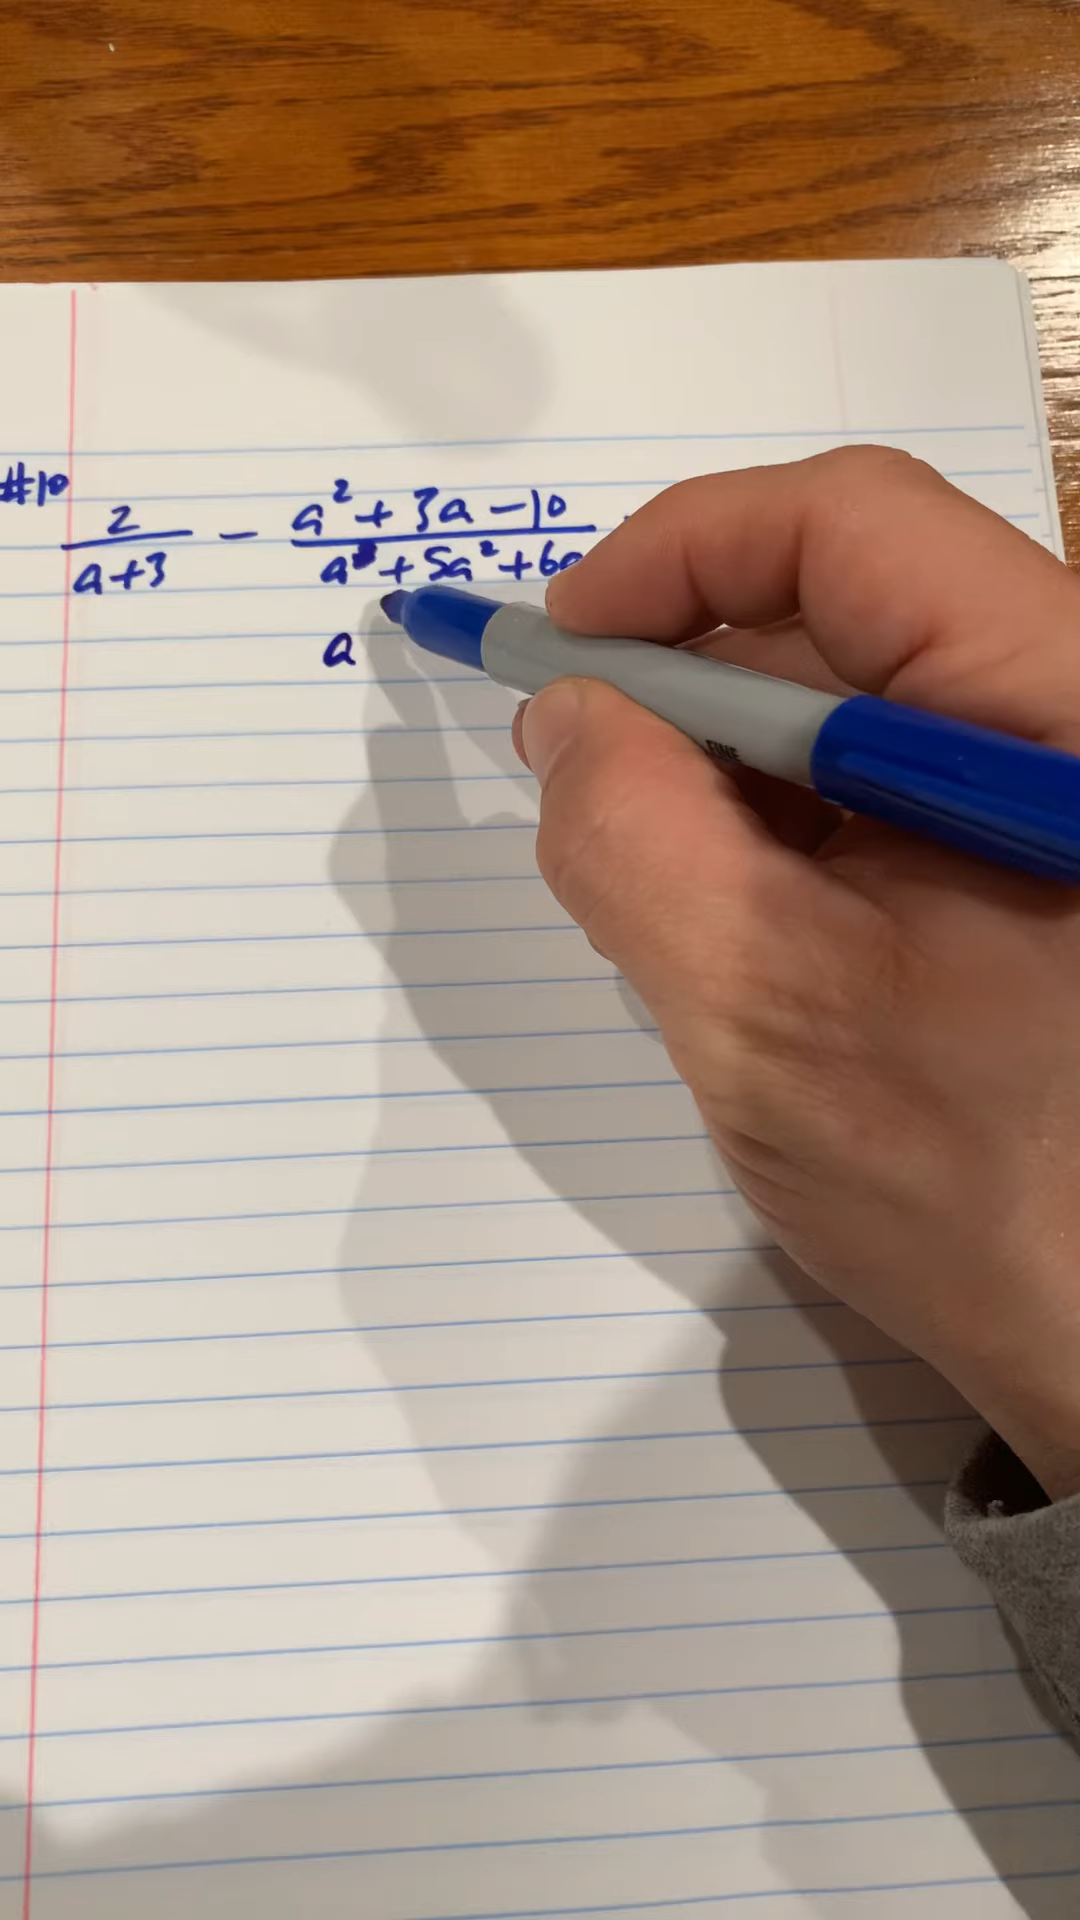 #10
2/(a+3) − (a² + 3a − 10)/(a³ + 5a² + 6a
a
FINE